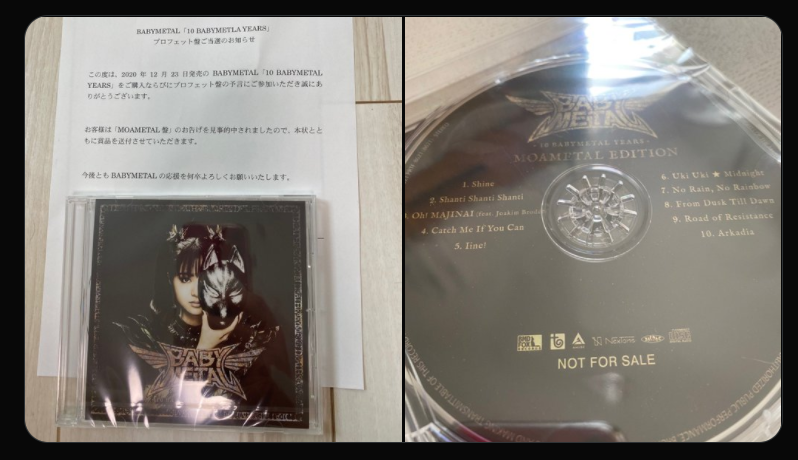 BABYMETAL「10 BABYMETLA YEARS」
プロフェット盤ご当選のお知らせ
この度は、2020 年 12 月 23 日発売の BABYMETAL「10 BABYMETAL
YEARS」をご購入ならびにプロフェット盤の予言にご参加いただき誠にあ
りがとうございます。
お客様は「MOAMETAL 盤」のお告げを見事的中されましたので、本状とと
もに賞品を送付させていただきます。
今後とも BABYMETAL の応援を何卒よろしくお願いいたします。
BABY
METAL
BABY
METAL
- 10 BABYMETAL YEARS -
MOAMETAL EDITION
1. Shine
2. Shanti Shanti Shanti
3. Oh! MAJINAI (feat. Joakim
4. Catch Me If You Can
5. Iine!
6. Uki Uki ★ Midnight
7. No Rain, No Rainbow
8. From Dusk Till Dawn
9. Road of Resistance
10. Arkadia
NOT FOR SALE